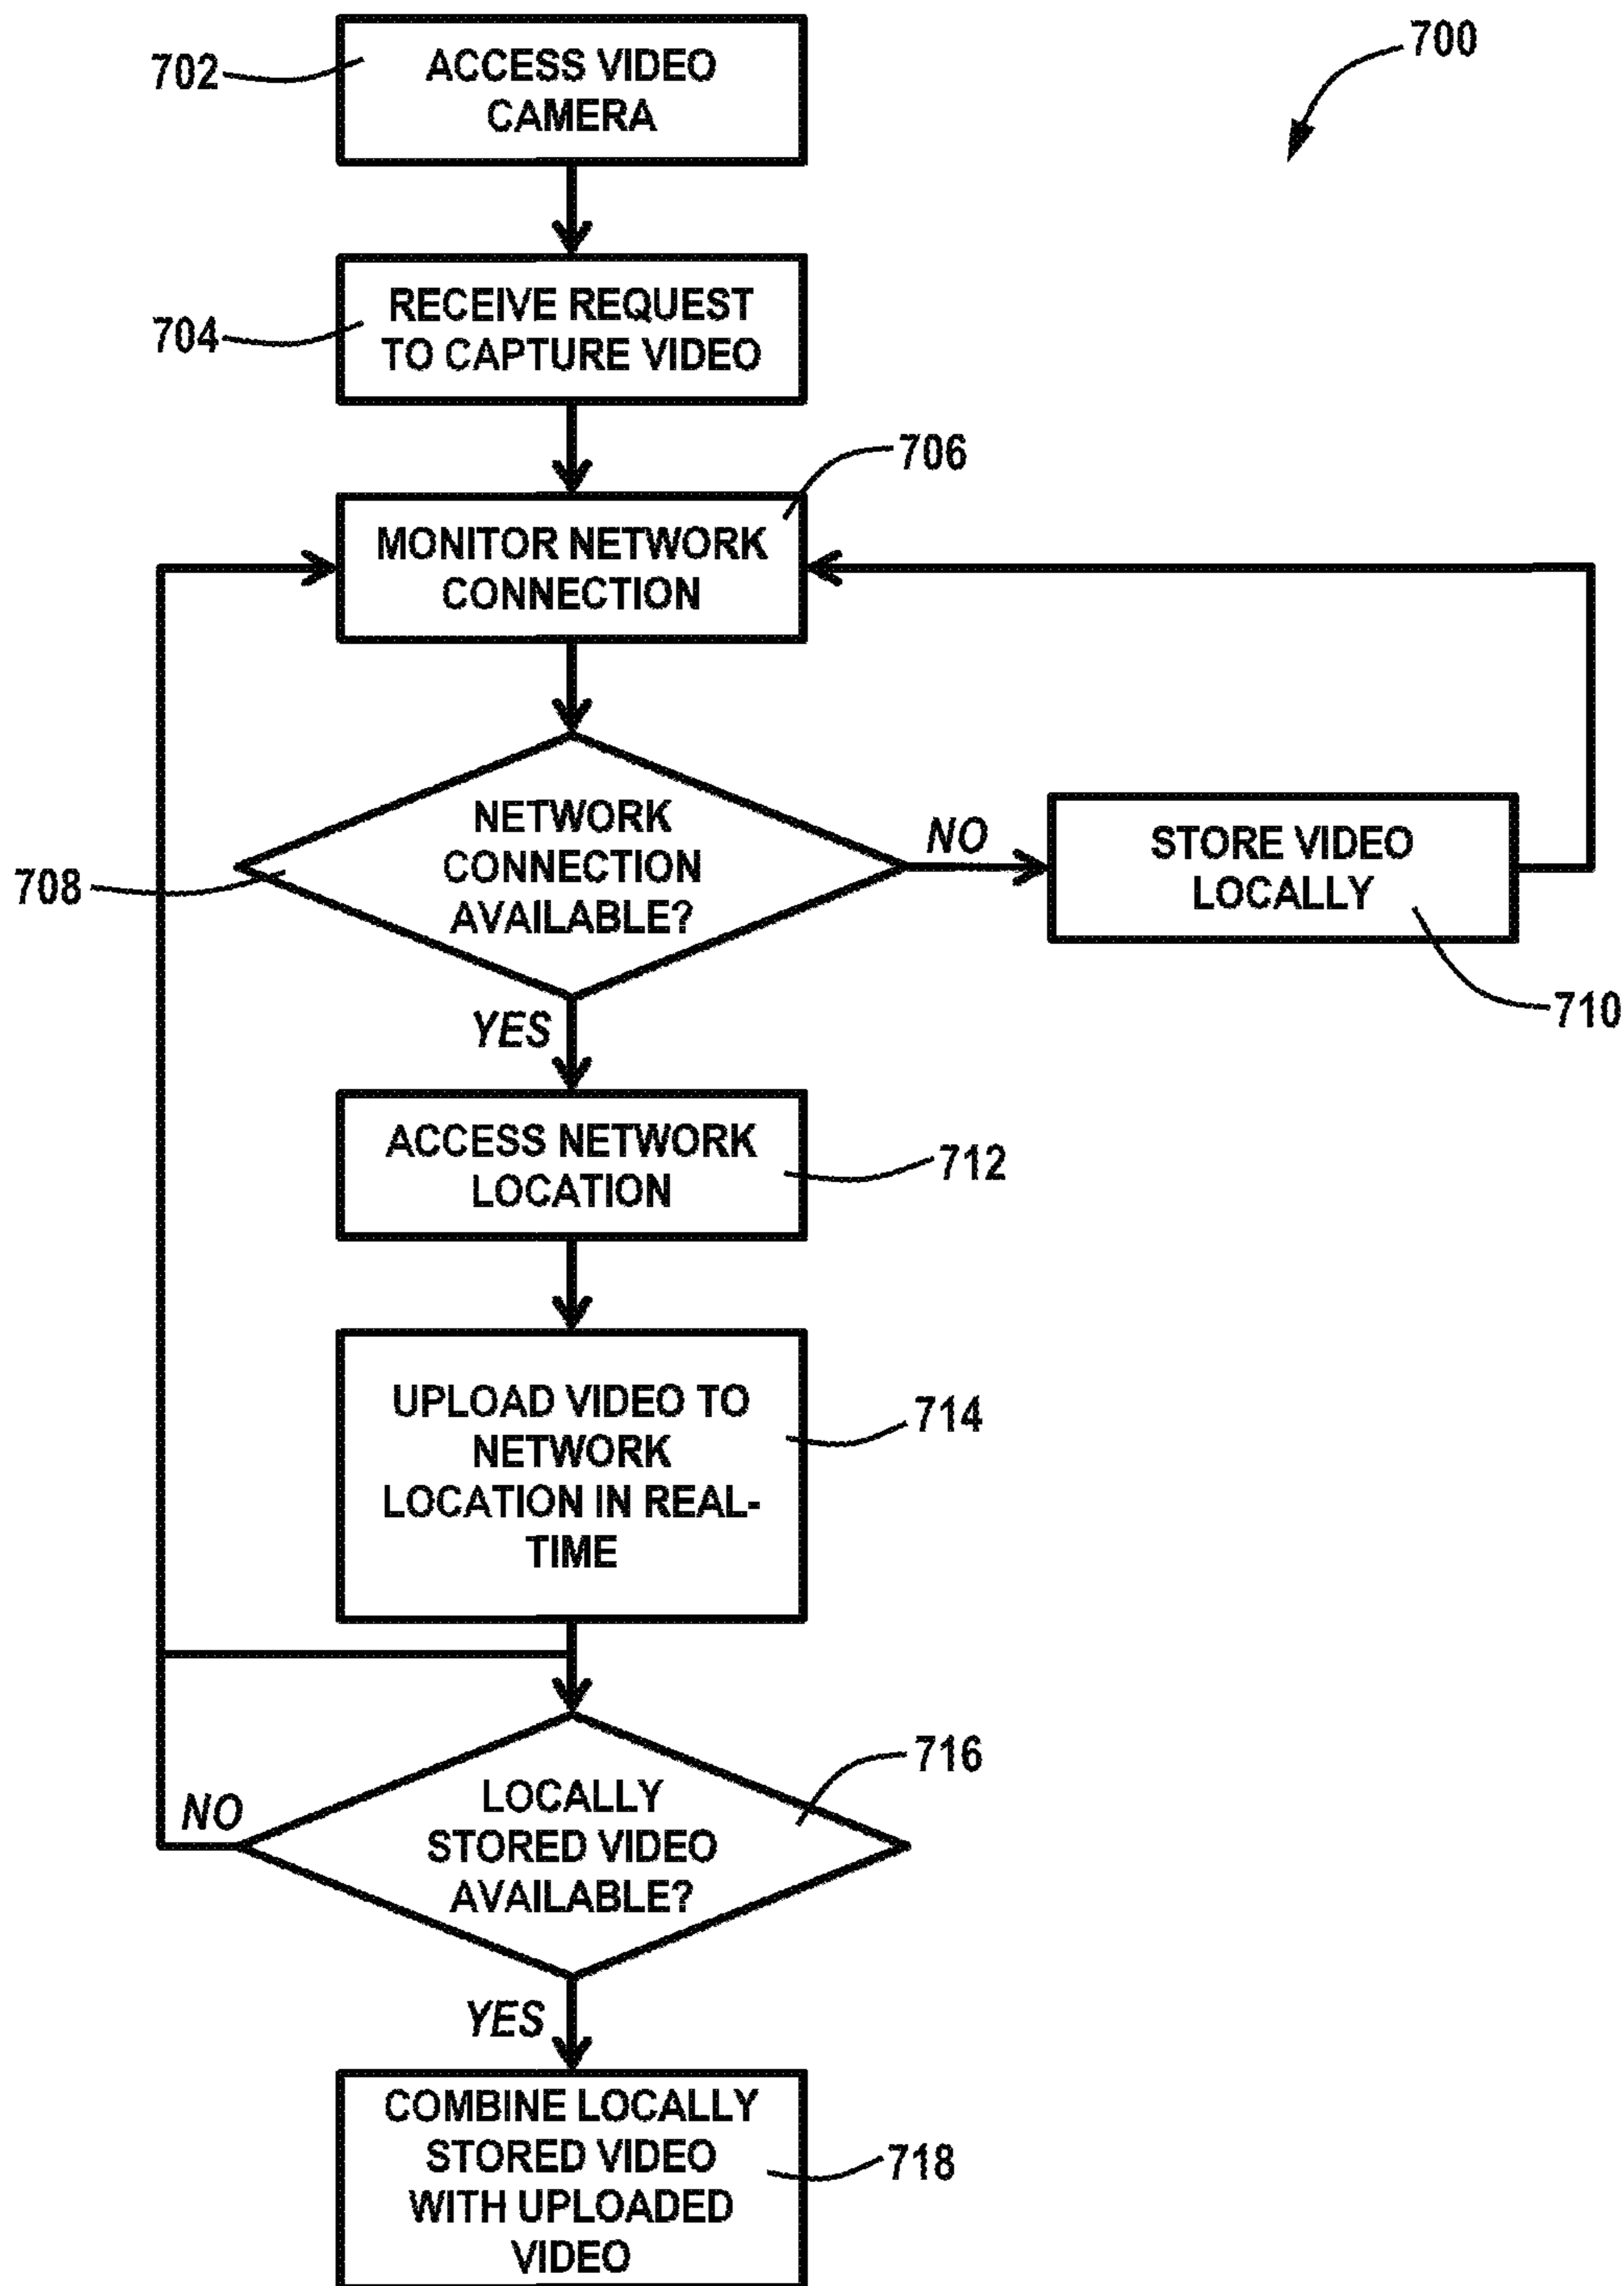 700
702
ACCESS VIDEO
CAMERA
704
RECEIVE REQUEST
TO CAPTURE VIDEO
706
MONITOR NETWORK
CONNECTION
708
NETWORK
CONNECTION
AVAILABLE?
NO
STORE VIDEO
LOCALLY
710
YES
ACCESS NETWORK
LOCATION
712
UPLOAD VIDEO TO
NETWORK
LOCATION IN REAL-
TIME
714
716
LOCALLY
STORED VIDEO
AVAILABLE?
NO
YES
COMBINE LOCALLY
STORED VIDEO
WITH UPLOADED
VIDEO
718